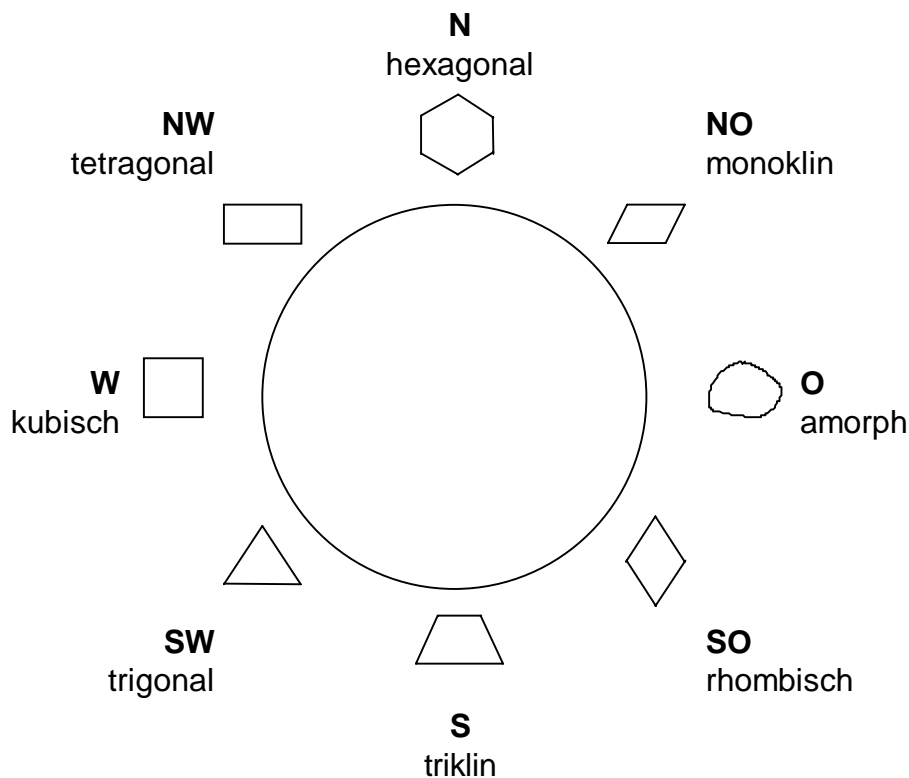 N
hexagonal
NW
tetragonal
NO
monoklin
W
kubisch
O
amorph
SW
trigonal
SO
rhombisch
S
triklin